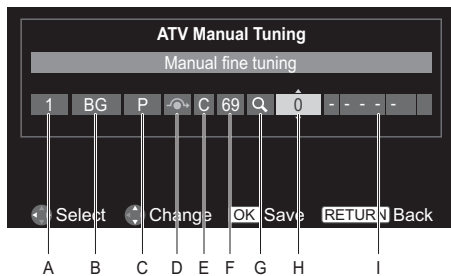 ATV Manual Tuning
Manual fine tuning
1 BG P C 69 0 - - - - -
Select Change OK Save RETURN Back
A B C D E F G H I